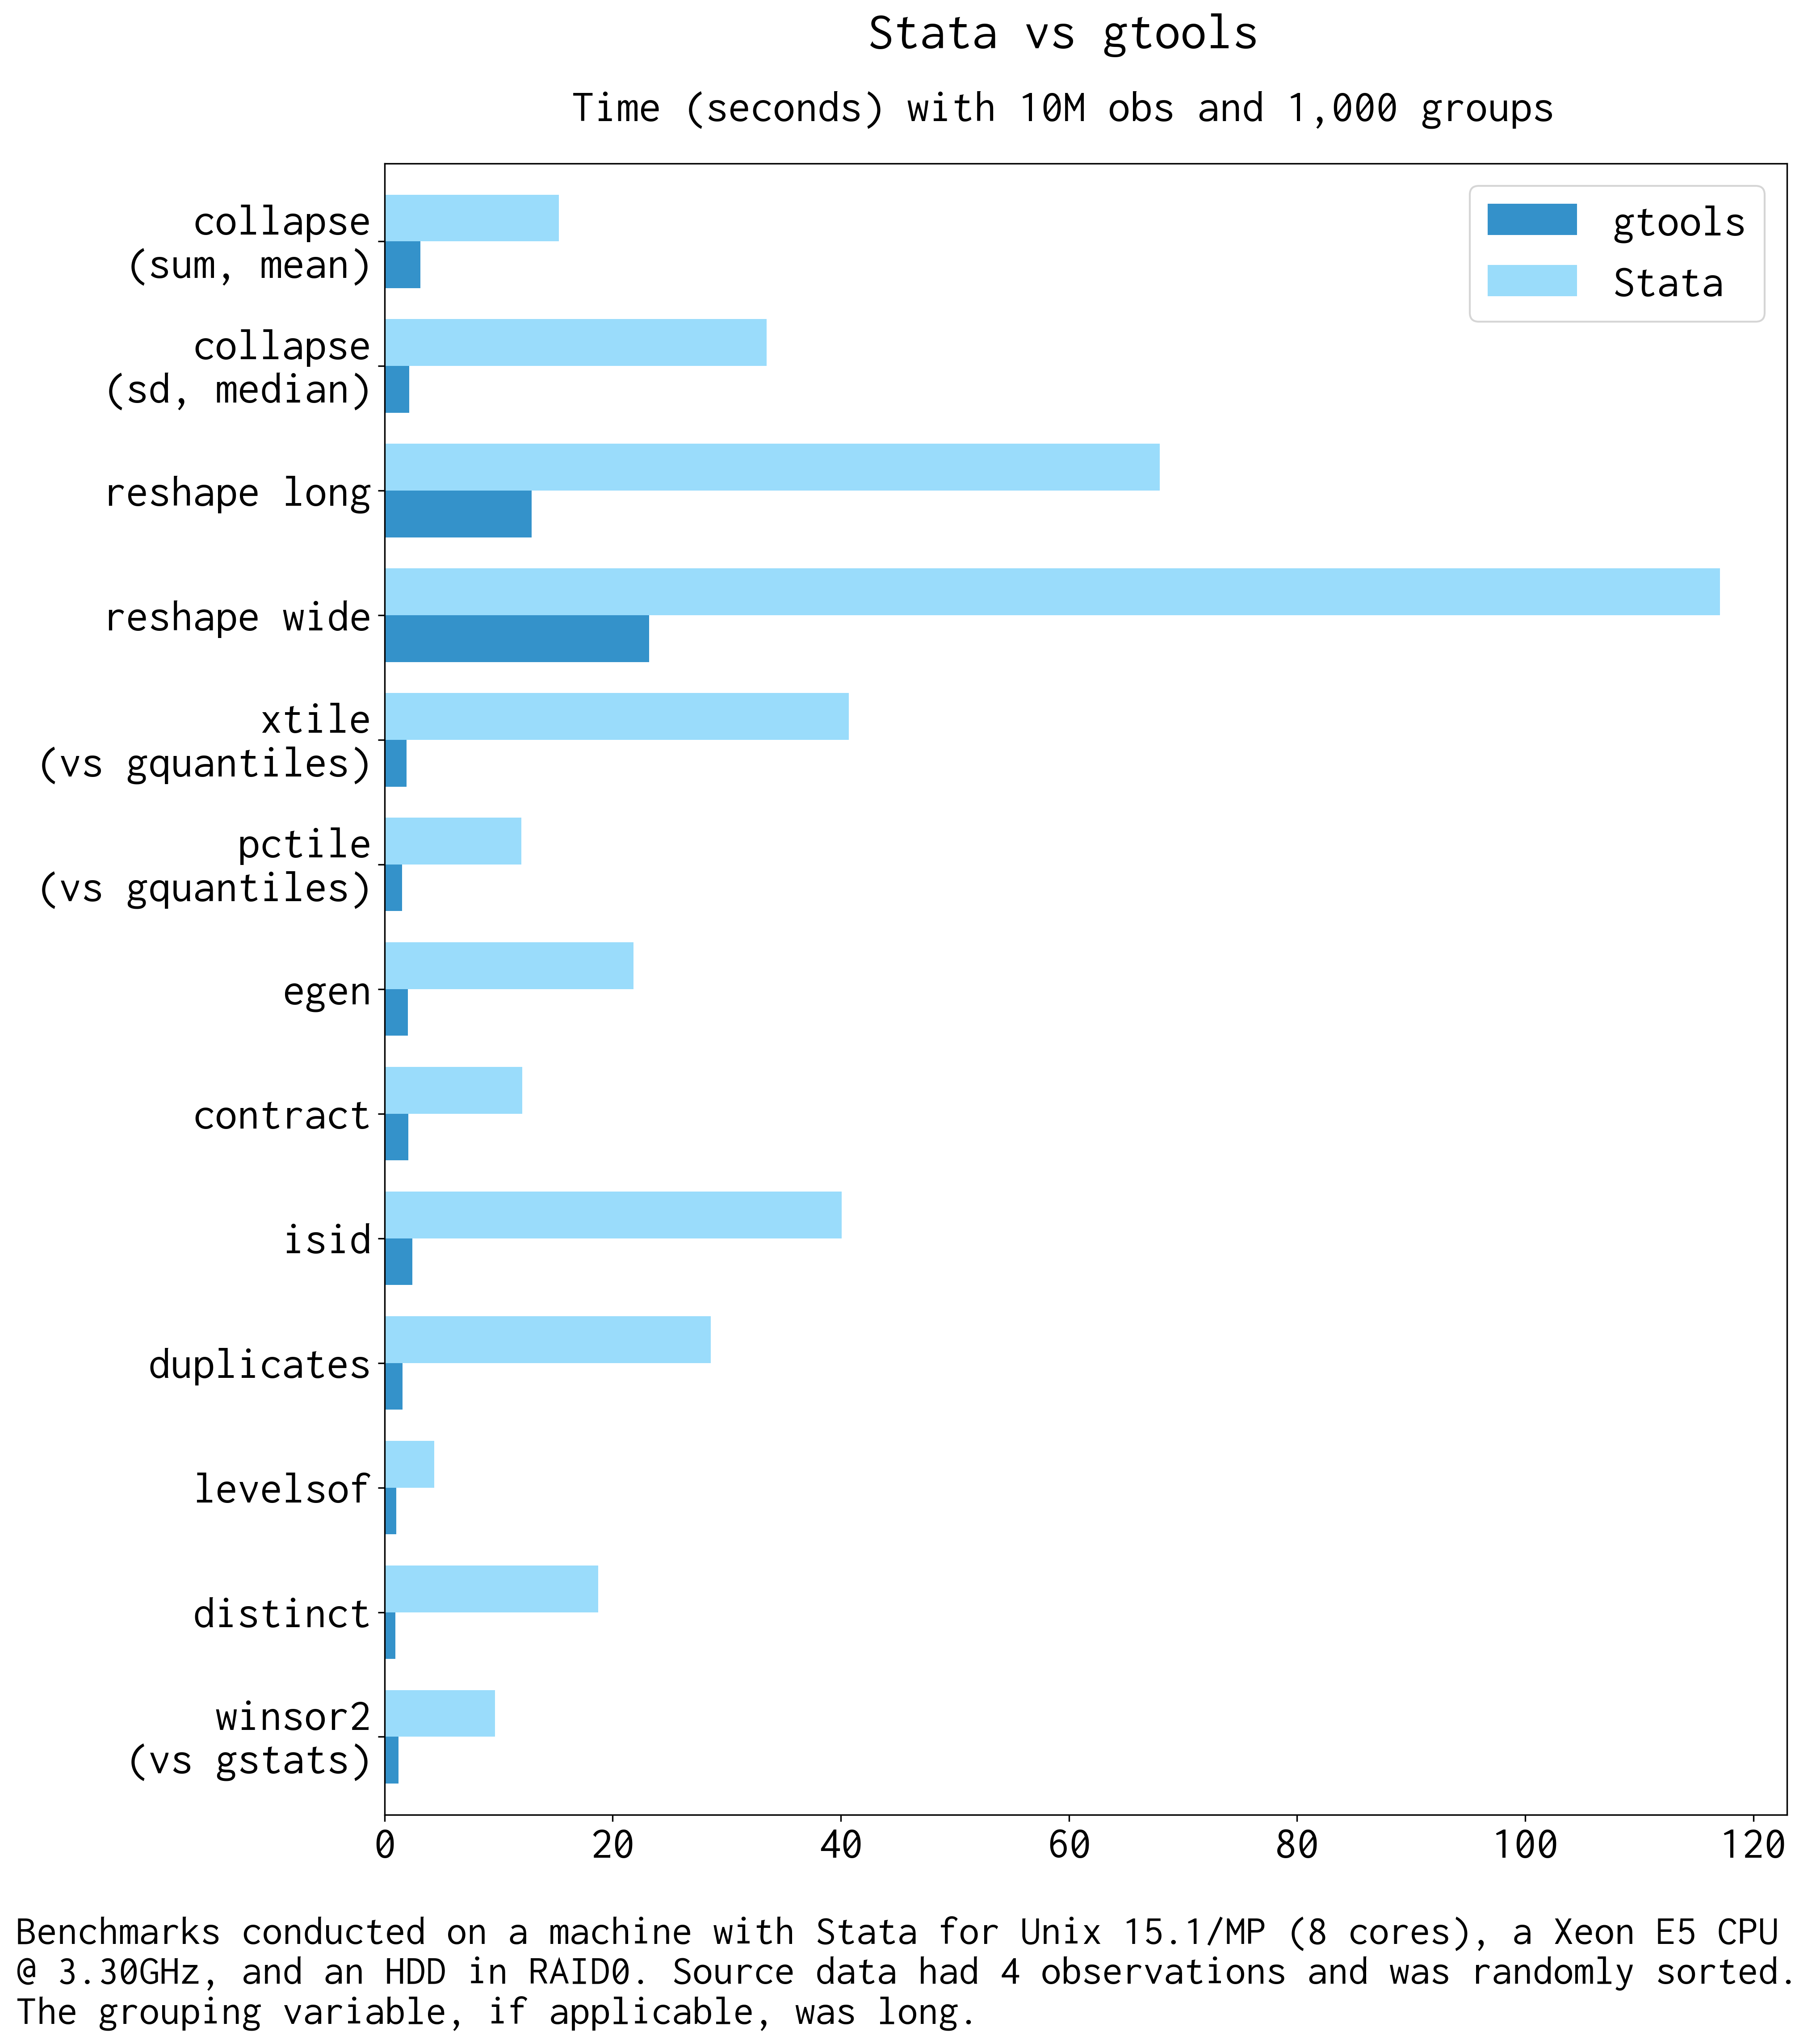 Stata vs gtools
Time (seconds) with 10M obs and 1,000 groups
gtools
Stata
collapse
(sum, mean)
collapse
(sd, median)
reshape long
reshape wide
xtile
(vs gquantiles)
pctile
(vs gquantiles)
egen
contract
isid
duplicates
levelsof
distinct
winsor2
(vs gstats)
0 20 40 60 80 100 120
Benchmarks conducted on a machine with Stata for Unix 15.1/MP (8 cores), a Xeon E5 CPU
@ 3.30GHz, and an HDD in RAID0. Source data had 4 observations and was randomly sorted.
The grouping variable, if applicable, was long.